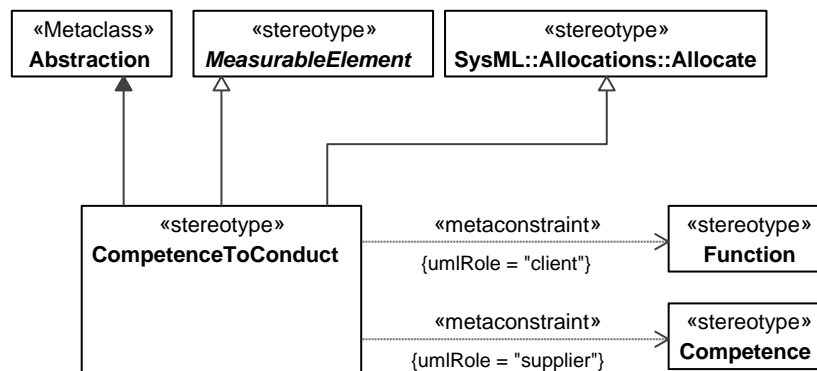 «Metaclass»
Abstraction
«stereotype»
MeasurableElement
«stereotype»
SysML::Allocations::Allocate
«stereotype»
CompetenceToConduct
«metaconstraint»
{umlRole = "client"}
«stereotype»
Function
«metaconstraint»
{umlRole = "supplier"}
«stereotype»
Competence